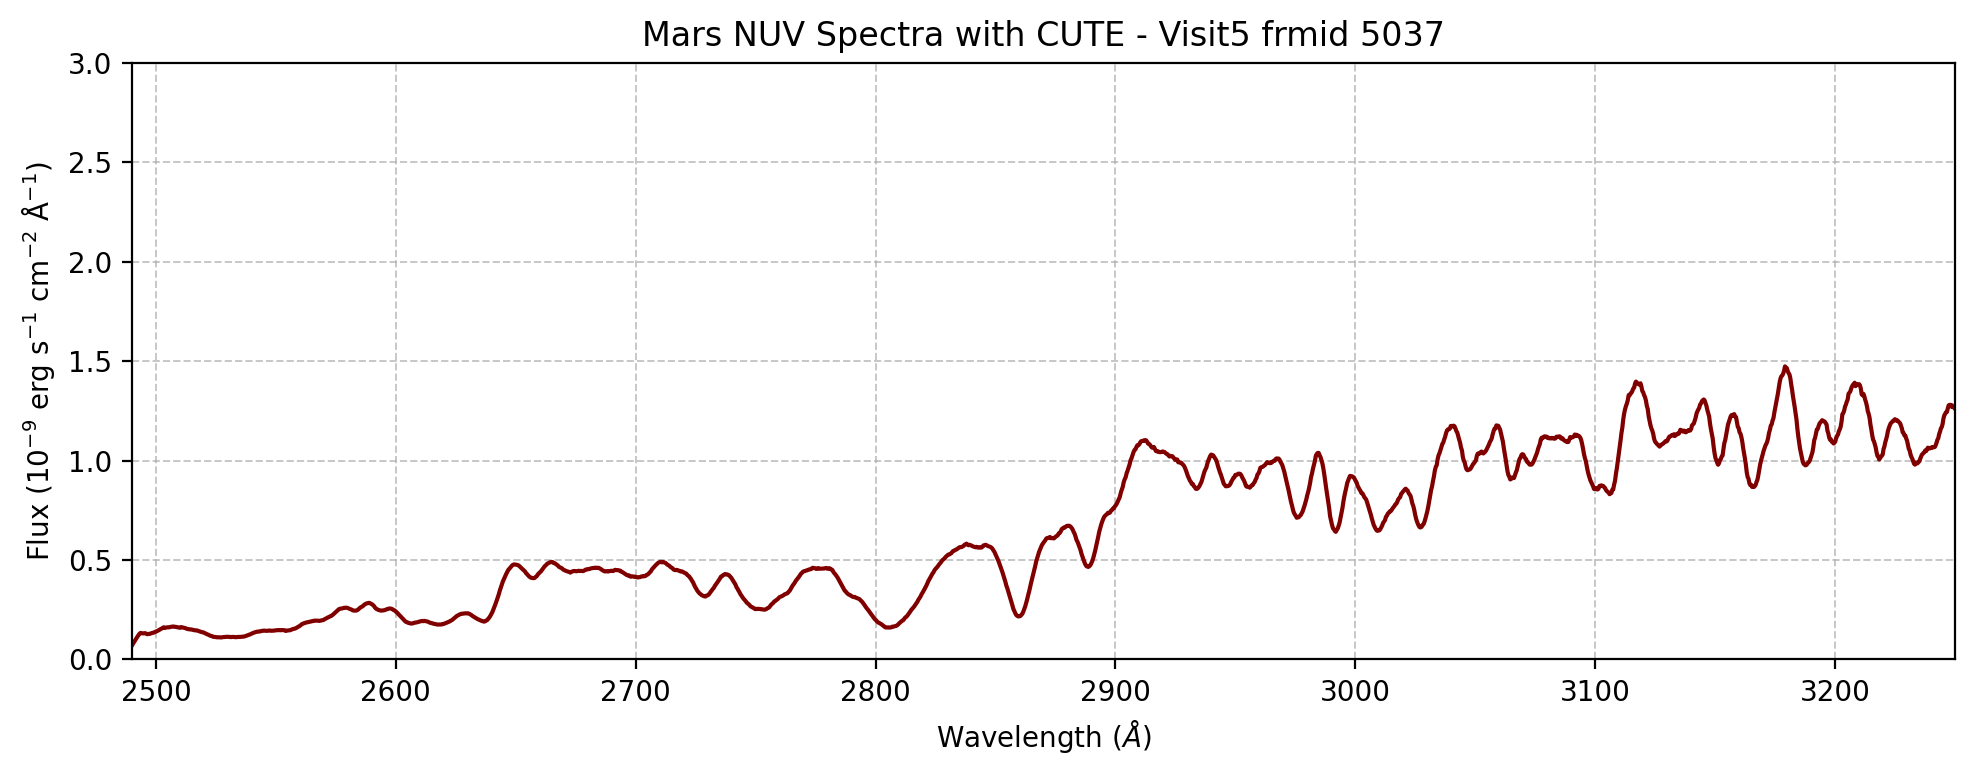 Mars NUV Spectra with CUTE - Visit5 frmid 5037
3.0
2.5
2.0
1.5
1.0
0.5
0.0
Flux (10⁻⁹ erg s⁻¹ cm⁻² Å⁻¹)
2500 2600 2700 2800 2900 3000 3100 3200
Wavelength (Å)